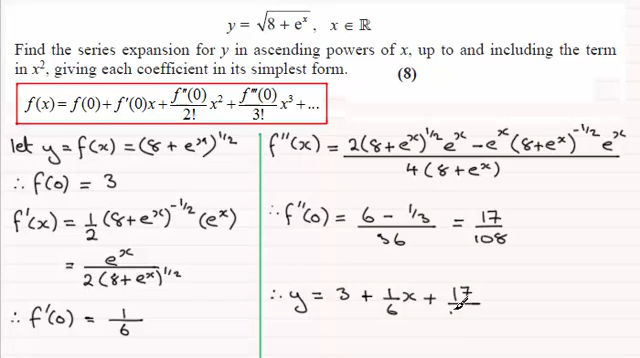 y = √(8 + eˣ), x ∈ ℝ
Find the series expansion for y in ascending powers of x, up to and including the term
in x², giving each coefficient in its simplest form. (8)
f(x) = f(0) + f'(0)x + f''(0)/2! x² + f'''(0)/3! x³ + ...
let y = f(x) = (8 + eˣ)^1/2
∴ f(0) = 3
f'(x) = 1/2 (8 + eˣ)^-1/2 (eˣ)
= eˣ / 2(8 + eˣ)^1/2
∴ f'(0) = 1/6
f''(x) = 2(8 + eˣ)^1/2 eˣ - eˣ(8 + eˣ)^-1/2 eˣ / 4(8 + eˣ)
∴ f''(0) = 6 - 1/3 / 36 = 17/108
∴ y = 3 + 1/6 x + 17/